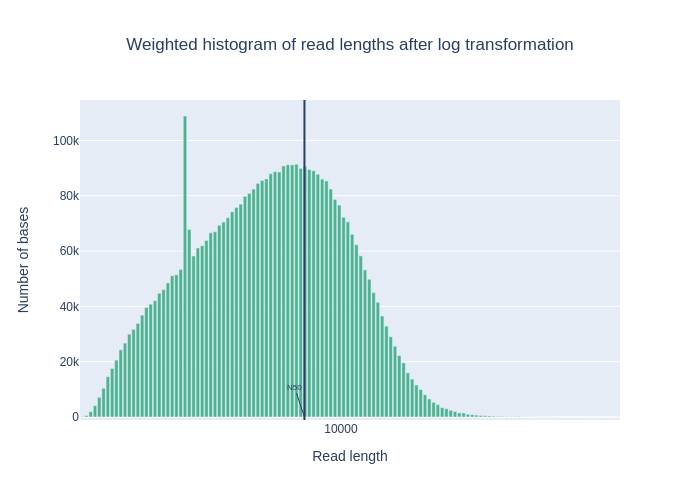 Weighted histogram of read lengths after log transformation
100k
80k
60k
40k
20k
0
Number of bases
N50
10000
Read length